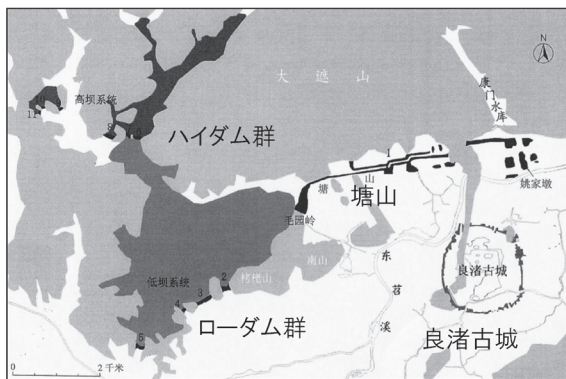 N
大遮山
康门水库
高坝系统
11
ハイダム群
1
塘山
塘山
姚家墩
毛园岭
南山
东苕溪
良渚古城
低坝系统
2
栲栳山
3
4
5
ローダム群
良渚古城
0
2 千米